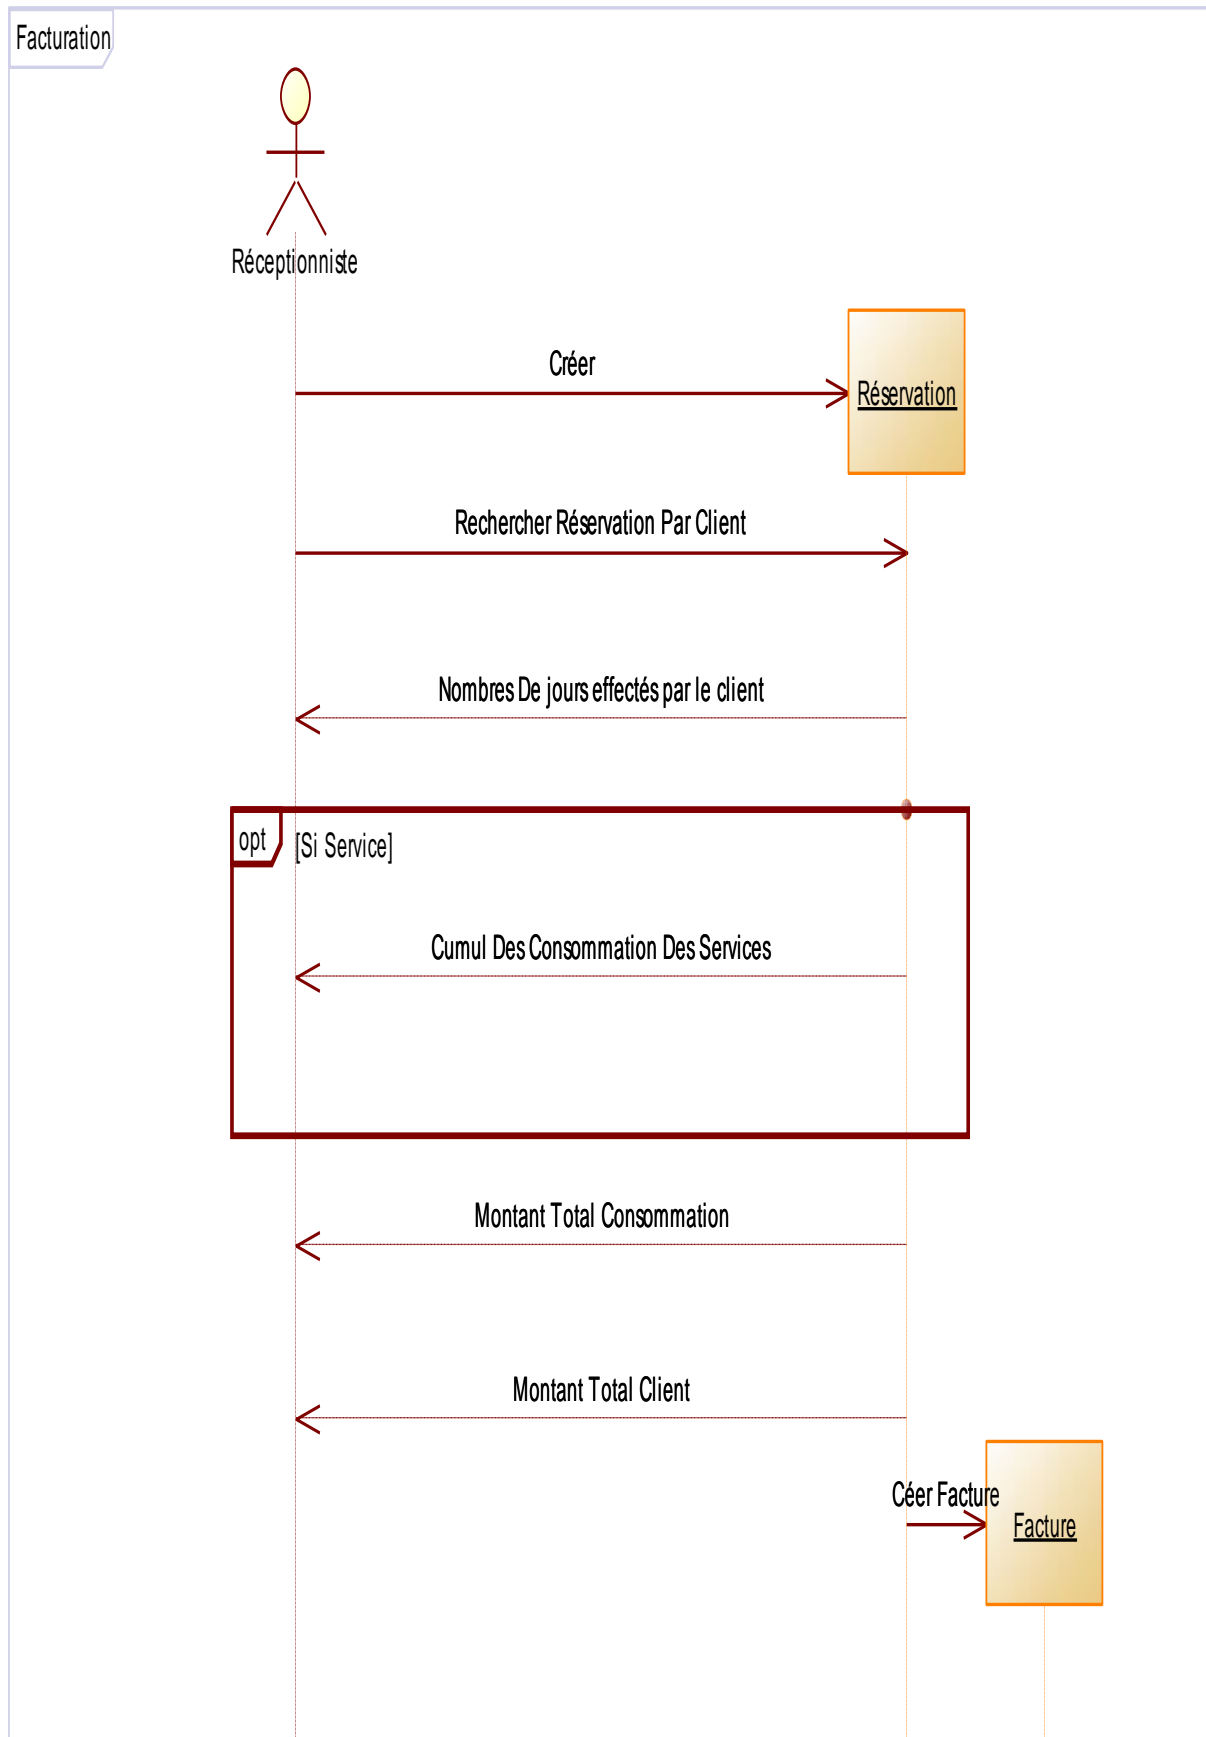 Facturation
Réceptionniste
Créer
Réservation
Rechercher Réservation Par Client
Nombres De jours effectés par le client
opt
[Si Service]
Cumul Des Consommation Des Services
Montant Total Consommation
Montant Total Client
Céer Facture
Facture